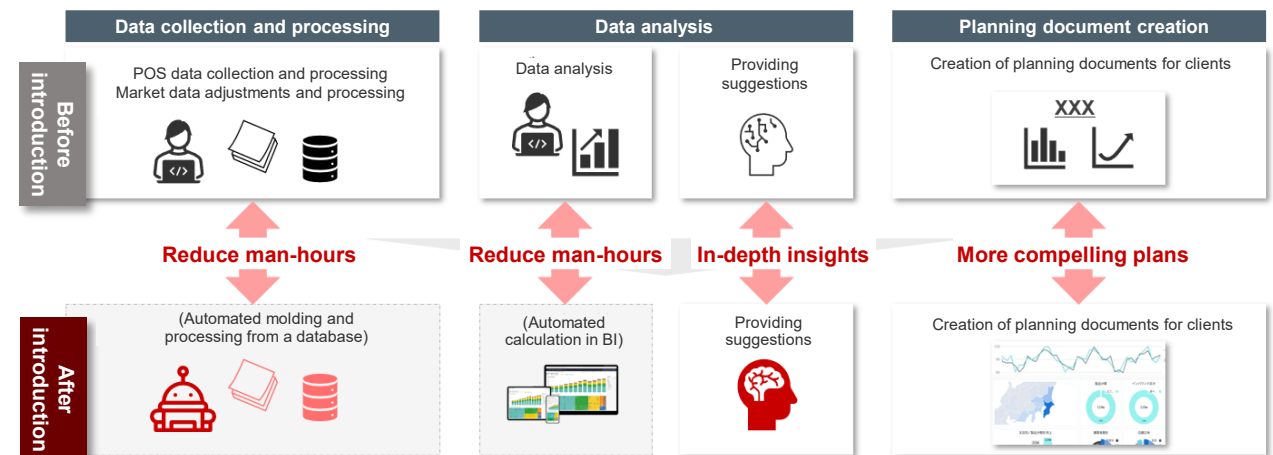 Data collection and processing
Data analysis
Planning document creation
Before
introduction
POS data collection and processing
Market data adjustments and processing
</>
Data analysis
</>
Providing
suggestions
Creation of planning documents for clients
XXX
Reduce man-hours
Reduce man-hours
In-depth insights
More compelling plans
After
introduction
(Automated molding and
processing from a database)
(Automated
calculation in BI)
Providing
suggestions
Creation of planning documents for clients